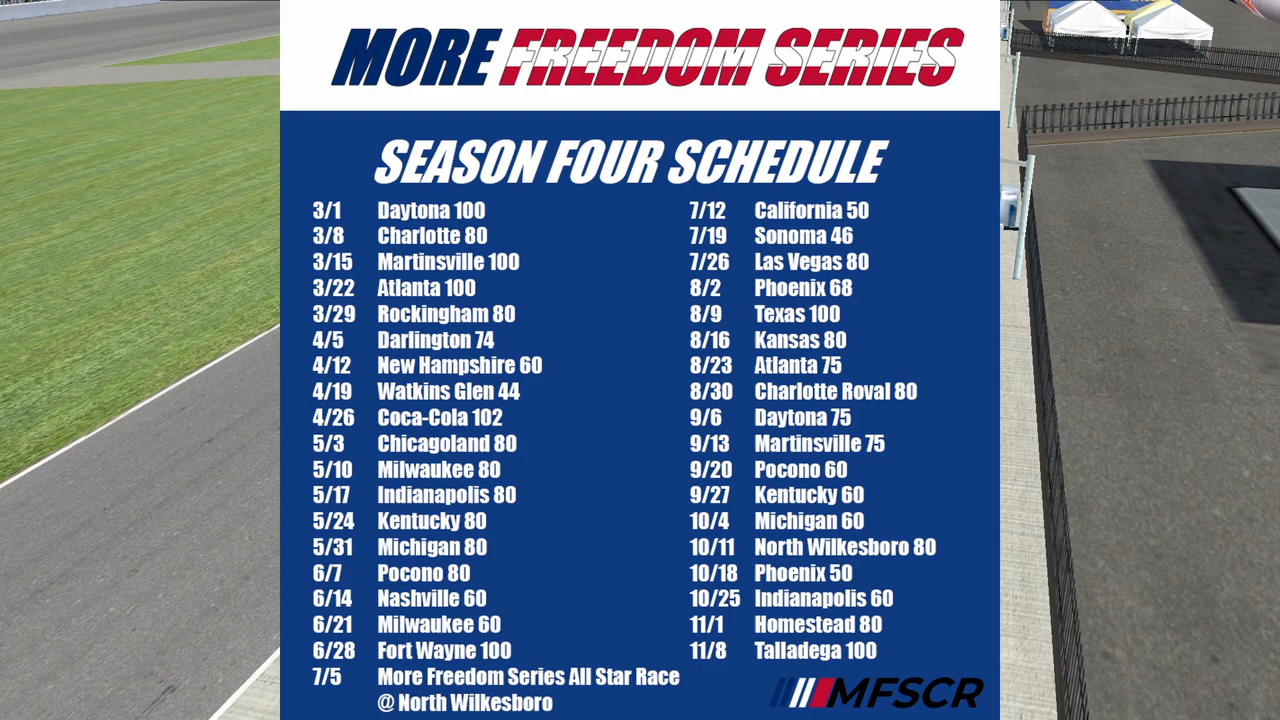 MORE FREEDOM SERIES
SEASON FOUR SCHEDULE
3/1 Daytona 100
3/8 Charlotte 80
3/15 Martinsville 100
3/22 Atlanta 100
3/29 Rockingham 80
4/5 Darlington 74
4/12 New Hampshire 60
4/19 Watkins Glen 44
4/26 Coca-Cola 102
5/3 Chicagoland 80
5/10 Milwaukee 80
5/17 Indianapolis 80
5/24 Kentucky 80
5/31 Michigan 80
6/7 Pocono 80
6/14 Nashville 60
6/21 Milwaukee 60
6/28 Fort Wayne 100
7/5 More Freedom Series All Star Race
@ North Wilkesboro
7/12 California 50
7/19 Sonoma 46
7/26 Las Vegas 80
8/2 Phoenix 68
8/9 Texas 100
8/16 Kansas 80
8/23 Atlanta 75
8/30 Charlotte Roval 80
9/6 Daytona 75
9/13 Martinsville 75
9/20 Pocono 60
9/27 Kentucky 60
10/4 Michigan 60
10/11 North Wilkesboro 80
10/18 Phoenix 50
10/25 Indianapolis 60
11/1 Homestead 80
11/8 Talladega 100
MFSCR